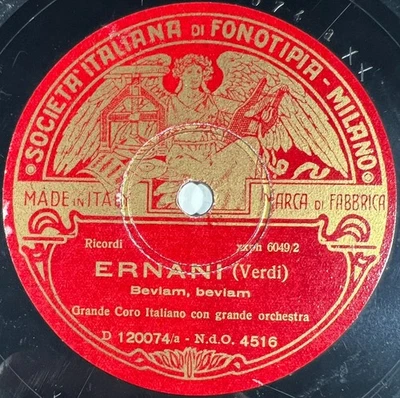 SOCIETÀ ITALIANA DI FONOTIPIA - MILANO
MADE IN ITALY
MARCA DI FABBRICA
Ricordi
xxph 6049/2
ERNANI (Verdi)
Beviam, beviam
Grande Coro Italiano con grande orchestra
D 120074/a - N.d.O. 4516